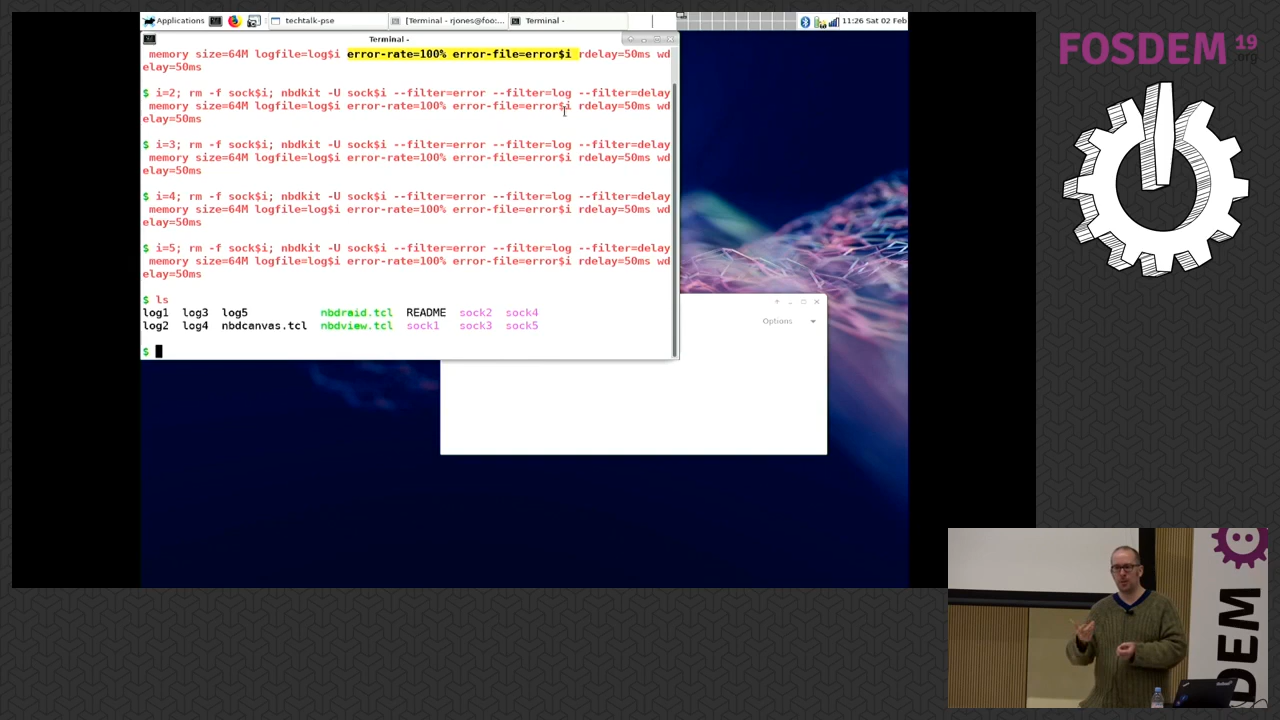 Applications
techtalk-pse
[Terminal - rjones@foo:...
Terminal -
11:26 Sat 02 Feb
Terminal -
memory size=64M logfile=log$i error-rate=100% error-file=error$i rdelay=50ms wd
elay=50ms
$ i=2; rm -f sock$i; nbdkit -U sock$i --filter=error --filter=log --filter=delay
memory size=64M logfile=log$i error-rate=100% error-file=error$i rdelay=50ms wd
elay=50ms
$ i=3; rm -f sock$i; nbdkit -U sock$i --filter=error --filter=log --filter=delay
memory size=64M logfile=log$i error-rate=100% error-file=error$i rdelay=50ms wd
elay=50ms
$ i=4; rm -f sock$i; nbdkit -U sock$i --filter=error --filter=log --filter=delay
memory size=64M logfile=log$i error-rate=100% error-file=error$i rdelay=50ms wd
elay=50ms
$ i=5; rm -f sock$i; nbdkit -U sock$i --filter=error --filter=log --filter=delay
memory size=64M logfile=log$i error-rate=100% error-file=error$i rdelay=50ms wd
elay=50ms
$ ls
log1 log3 log5 nbdraid.tcl README sock2 sock4
log2 log4 nbdcanvas.tcl nbdview.tcl sock1 sock3 sock5
$
Options
FOSDEM 19
.org
DEM